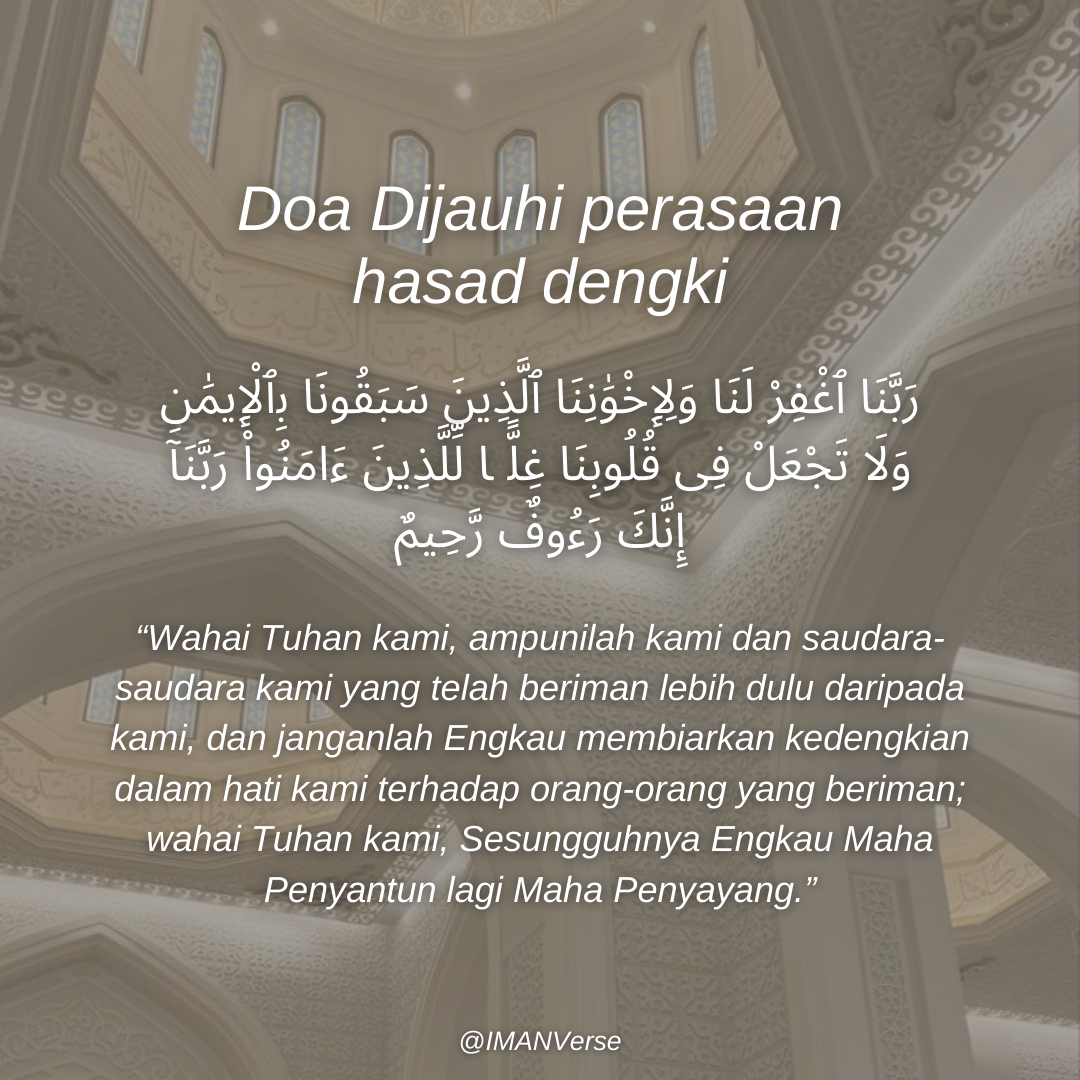 Doa Dijauhi perasaan
hasad dengki
رَبَّنَا ٱغْفِرْ لَنَا وَلِإِخْوَٰنِنَا ٱلَّذِينَ سَبَقُونَا بِٱلْإِيمَٰنِ
وَلَا تَجْعَلْ فِى قُلُوبِنَا غِلًّ ا لِّلَّذِينَ ءَامَنُوا۟ رَبَّنَآ
إِنَّكَ رَءُوفٌ رَّحِيمٌ
“Wahai Tuhan kami, ampunilah kami dan saudara-
saudara kami yang telah beriman lebih dulu daripada
kami, dan janganlah Engkau membiarkan kedengkian
dalam hati kami terhadap orang-orang yang beriman;
wahai Tuhan kami, Sesungguhnya Engkau Maha
Penyantun lagi Maha Penyayang.”
@IMANVerse